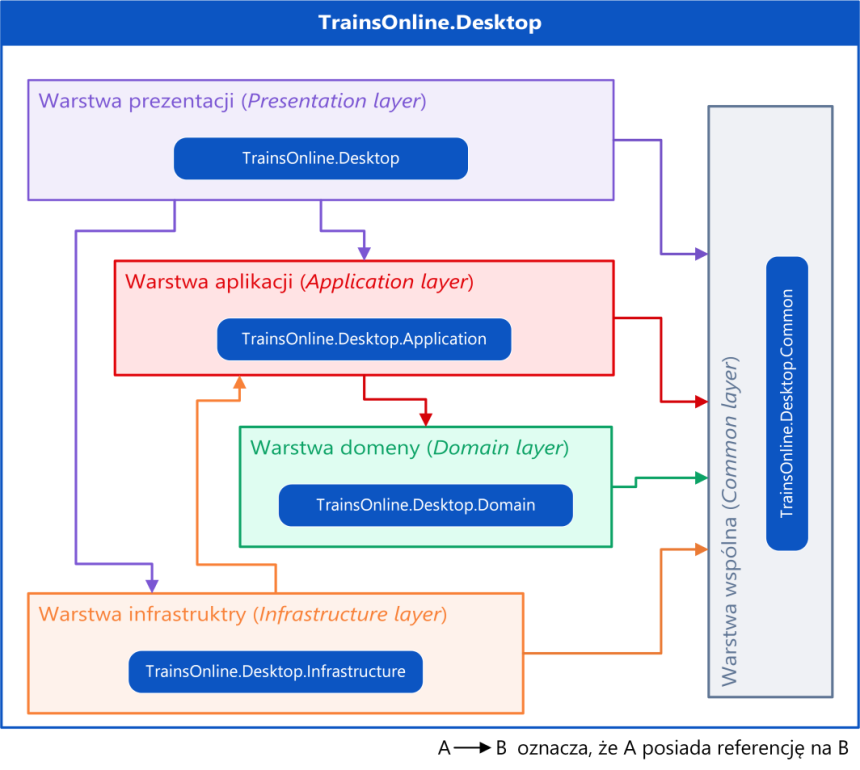 TrainsOnline.Desktop
Warstwa prezentacji (Presentation layer)
TrainsOnline.Desktop
Warstwa aplikacji (Application layer)
TrainsOnline.Desktop.Application
Warstwa domeny (Domain layer)
TrainsOnline.Desktop.Domain
Warstwa infrastruktry (Infrastructure layer)
TrainsOnline.Desktop.Infrastructure
Warstwa wspólna (Common layer)
TrainsOnline.Desktop.Common
A → B oznacza, że A posiada referencję na B